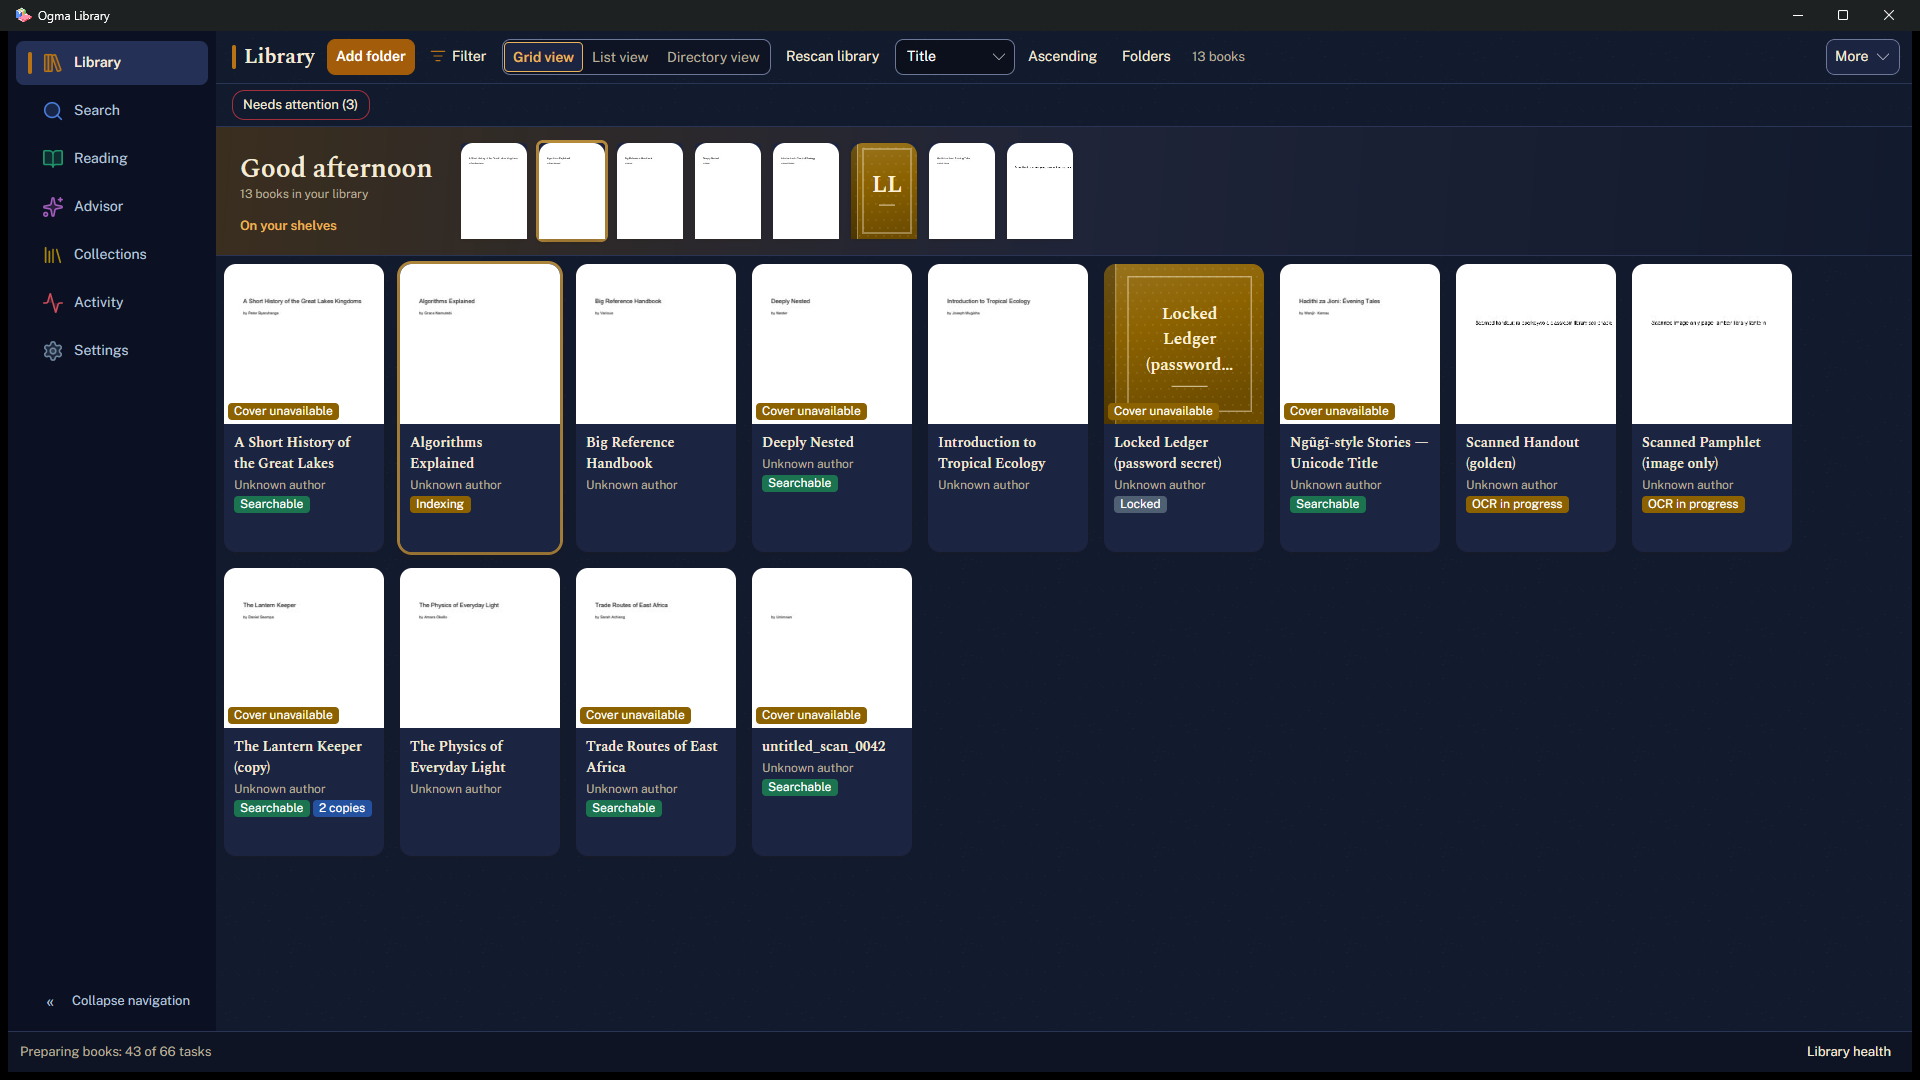 Ogma Library
Library
Search
Reading
Advisor
Collections
Activity
Settings
« Collapse navigation
Library
Add folder
Filter
Grid view
List view
Directory view
Rescan library
Title
Ascending
Folders
13 books
More
Needs attention (3)
Good afternoon
13 books in your library
On your shelves
LL
A Short History of the Great Lakes Kingdoms
Cover unavailable
A Short History of
the Great Lakes
Unknown author
Searchable
Algorithms Explained
Algorithms
Explained
Unknown author
Indexing
Big Reference Handbook
by Various
Big Reference
Handbook
Unknown author
Deeply Nested
by Nester
Cover unavailable
Deeply Nested
Unknown author
Searchable
Introduction to Tropical Ecology
Introduction to
Tropical Ecology
Unknown author
Locked
Ledger
(password...
Cover unavailable
Locked Ledger
(password secret)
Unknown author
Locked
Hadithi za Jioni: Evening Tales
Cover unavailable
Ngũgĩ-style Stories —
Unicode Title
Unknown author
Searchable
Scanned Handout
(golden)
Unknown author
OCR in progress
Scanned Pamphlet
(image only)
Unknown author
OCR in progress
The Lantern Keeper
Cover unavailable
The Lantern Keeper
(copy)
Unknown author
Searchable
2 copies
The Physics of Everyday Light
The Physics of
Everyday Light
Unknown author
Trade Routes of East Africa
Cover unavailable
Trade Routes of East
Africa
Unknown author
Searchable
by Unknown
Cover unavailable
untitled_scan_0042
Unknown author
Searchable
Preparing books: 43 of 66 tasks
Library health